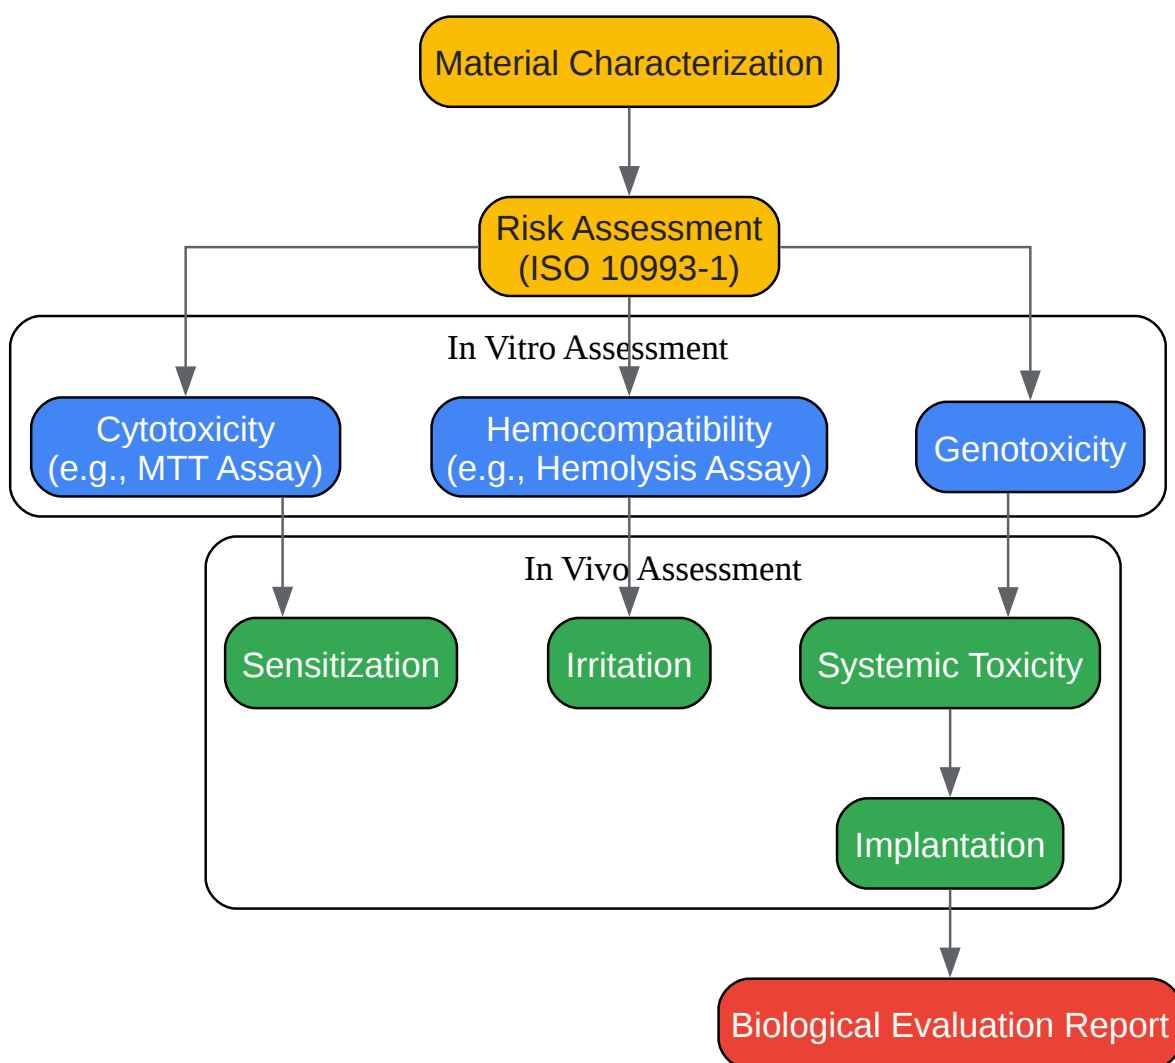 Material Characterization
Risk Assessment
(ISO 10993-1)
In Vitro Assessment
Cytotoxicity
(e.g., MTT Assay)
Hemocompatibility
(e.g., Hemolysis Assay)
Genotoxicity
In Vivo Assessment
Sensitization
Irritation
Systemic Toxicity
Implantation
Biological Evaluation Report